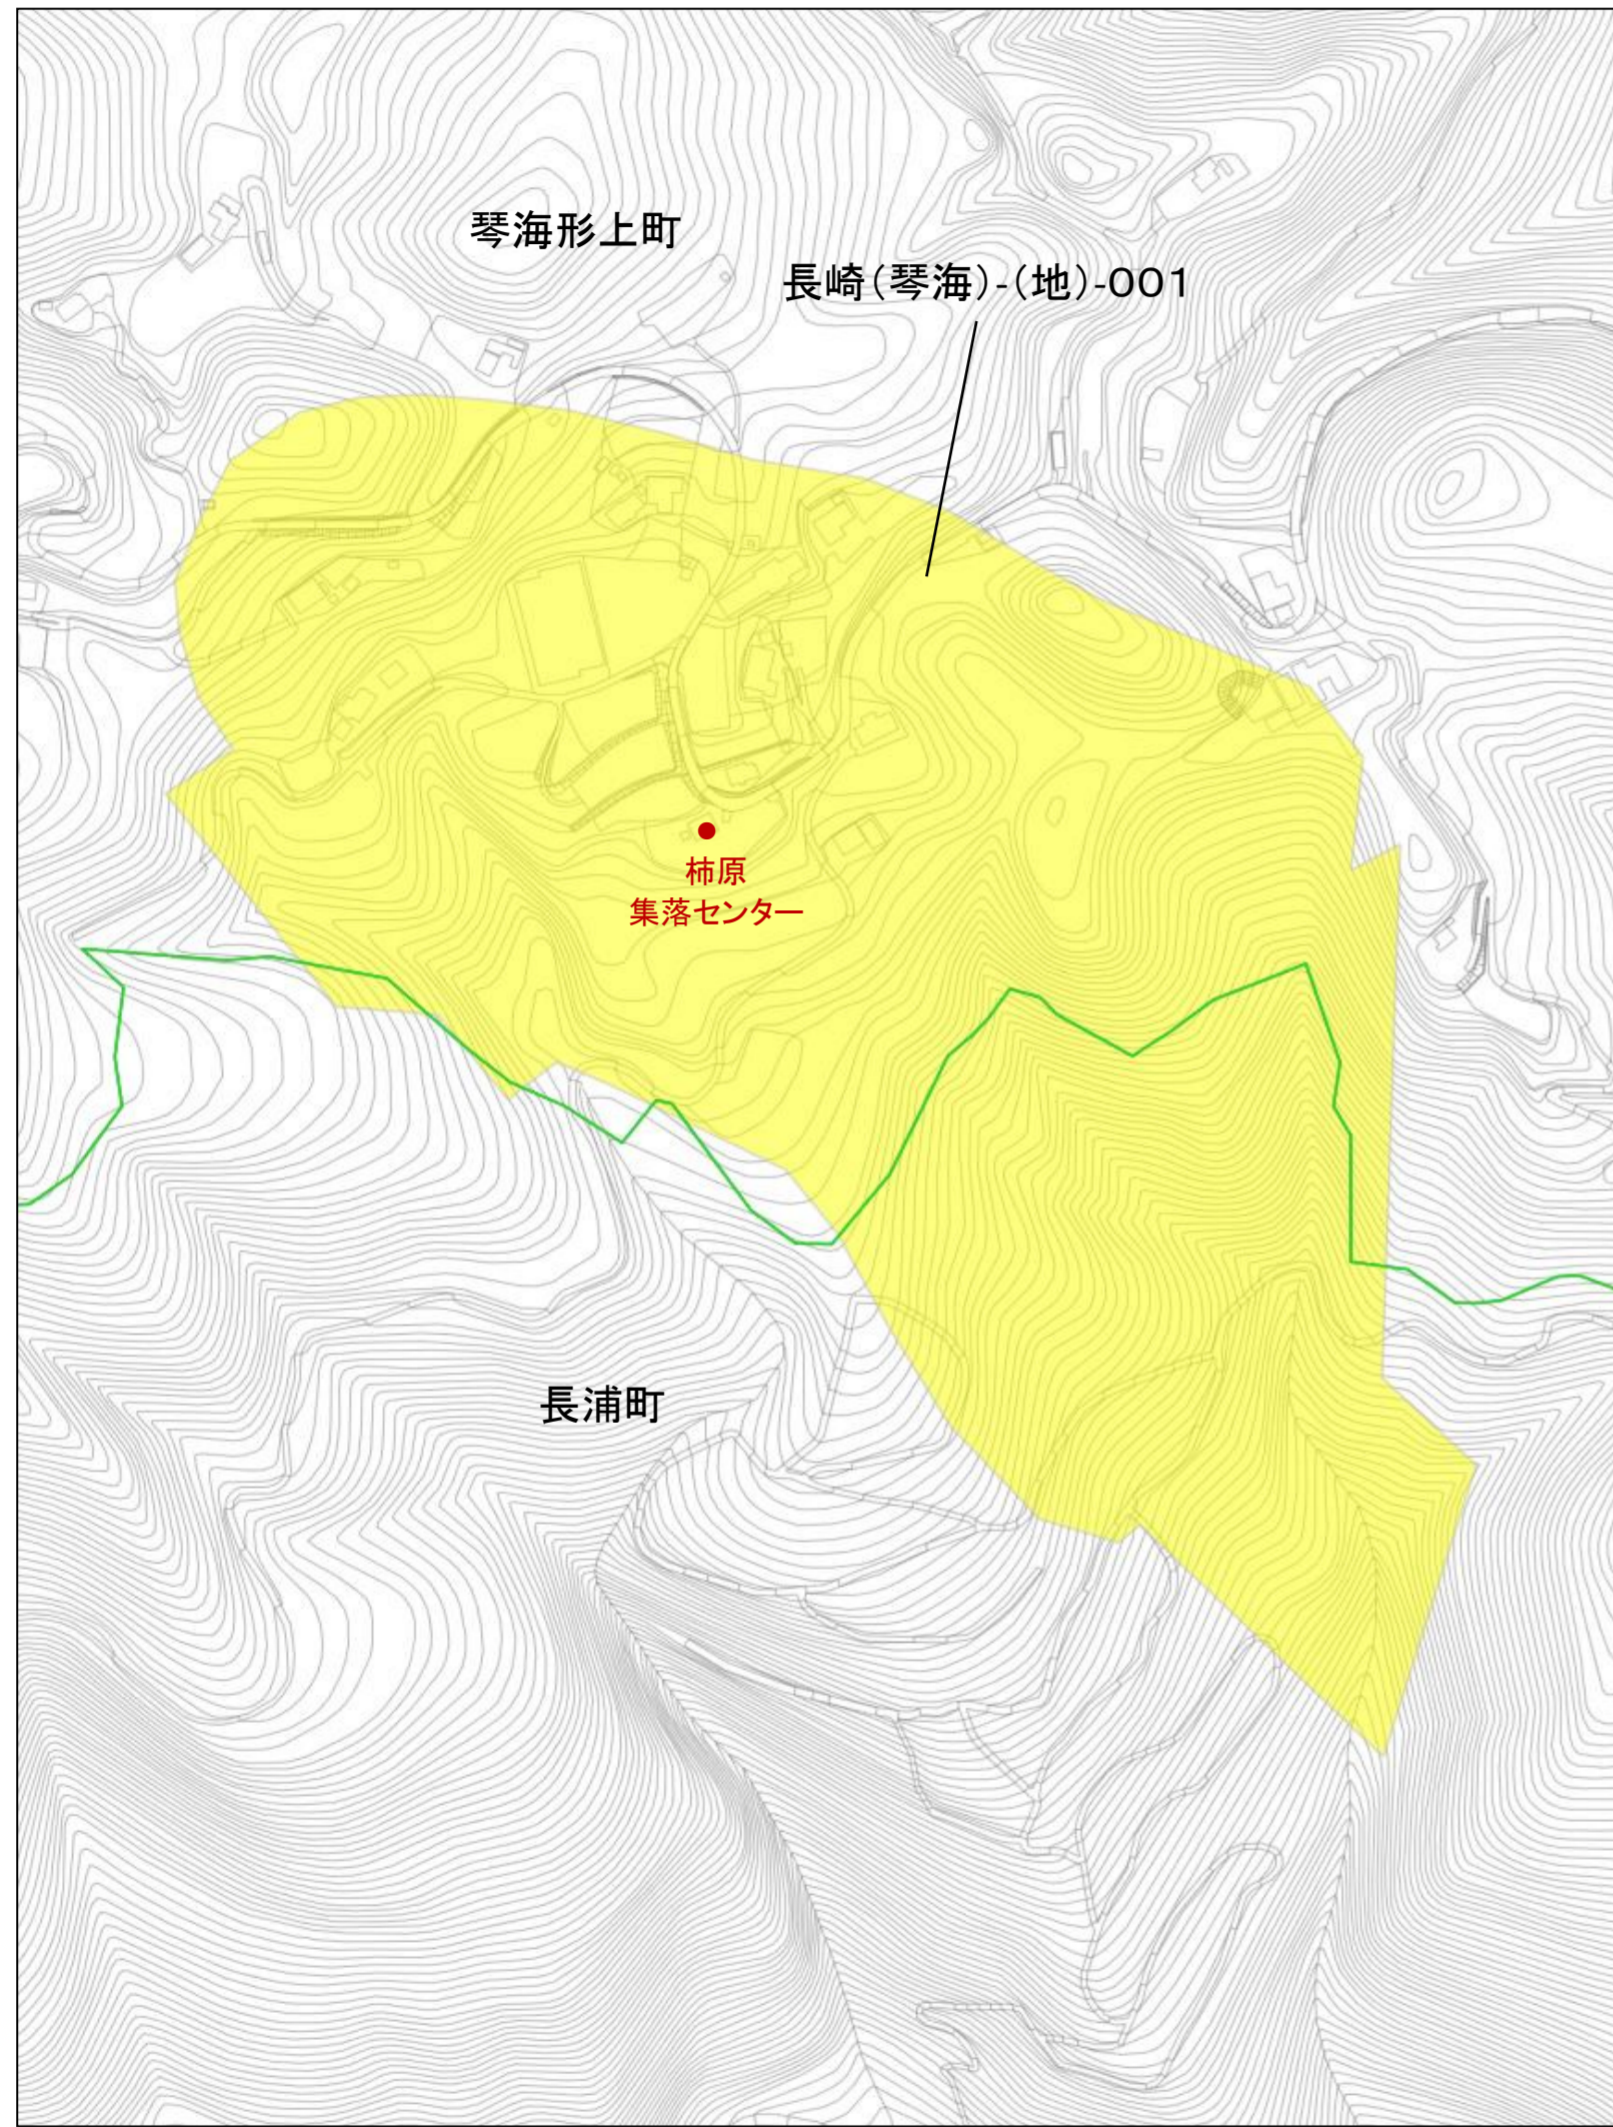 琴海形上町
長崎（琴海）-（地）-001
柿原
集落センター
長浦町